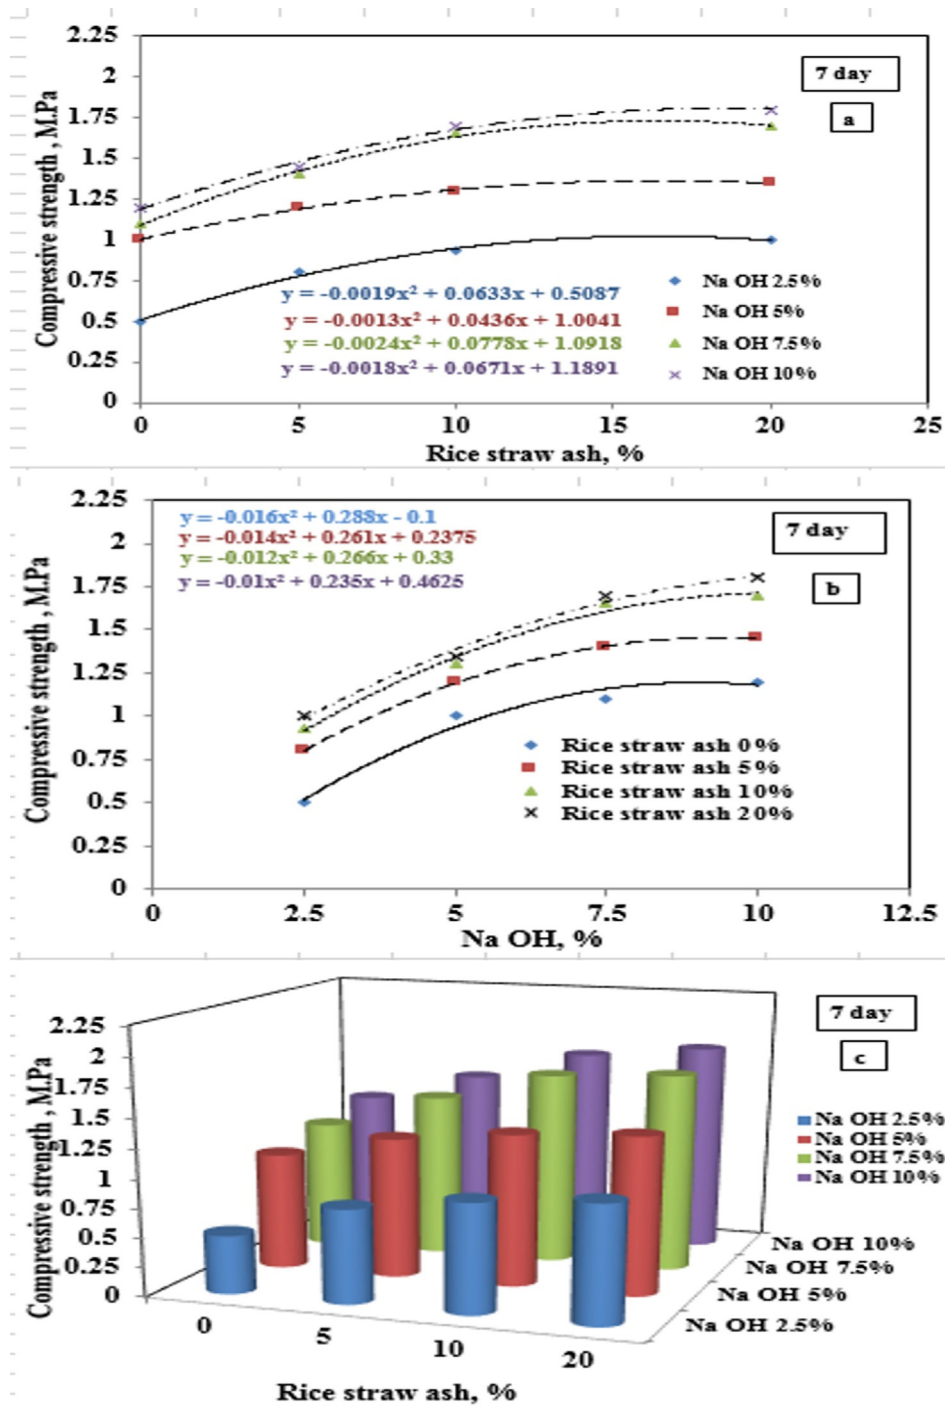 2.25
2
1.75
1.5
1.25
1
0.75
0.5
0.25
0
Compressive strength , M.Pa
7 day
a
y = -0.0019x² + 0.0633x + 0.5087
y = -0.0013x² + 0.0436x + 1.0041
y = -0.0024x² + 0.0778x + 1.0918
y = -0.0018x² + 0.0671x + 1.1891
Na OH 2.5%
Na OH 5%
Na OH 7.5%
Na OH 10%
0 5 10 15 20 25
Rice straw ash, %
2.25
2
1.75
1.5
1.25
1
0.75
0.5
0.25
0
Compressive strength , M.Pa
y = -0.016x² + 0.288x - 0.1
y = -0.014x² + 0.261x + 0.2375
y = -0.012x² + 0.266x + 0.33
y = -0.01x² + 0.235x + 0.4625
7 day
b
Rice straw ash 0%
Rice straw ash 5%
Rice straw ash 10%
Rice straw ash 20%
0 2.5 5 7.5 10 12.5
Na OH, %
2.25
2
1.75
1.5
1.25
1
0.75
0.5
0.25
0
Compressive strength , M.Pa
7 day
c
Na OH 2.5%
Na OH 5%
Na OH 7.5%
Na OH 10%
Na OH 10%
Na OH 7.5%
Na OH 5%
Na OH 2.5%
0 5 10 20
Rice straw ash, %